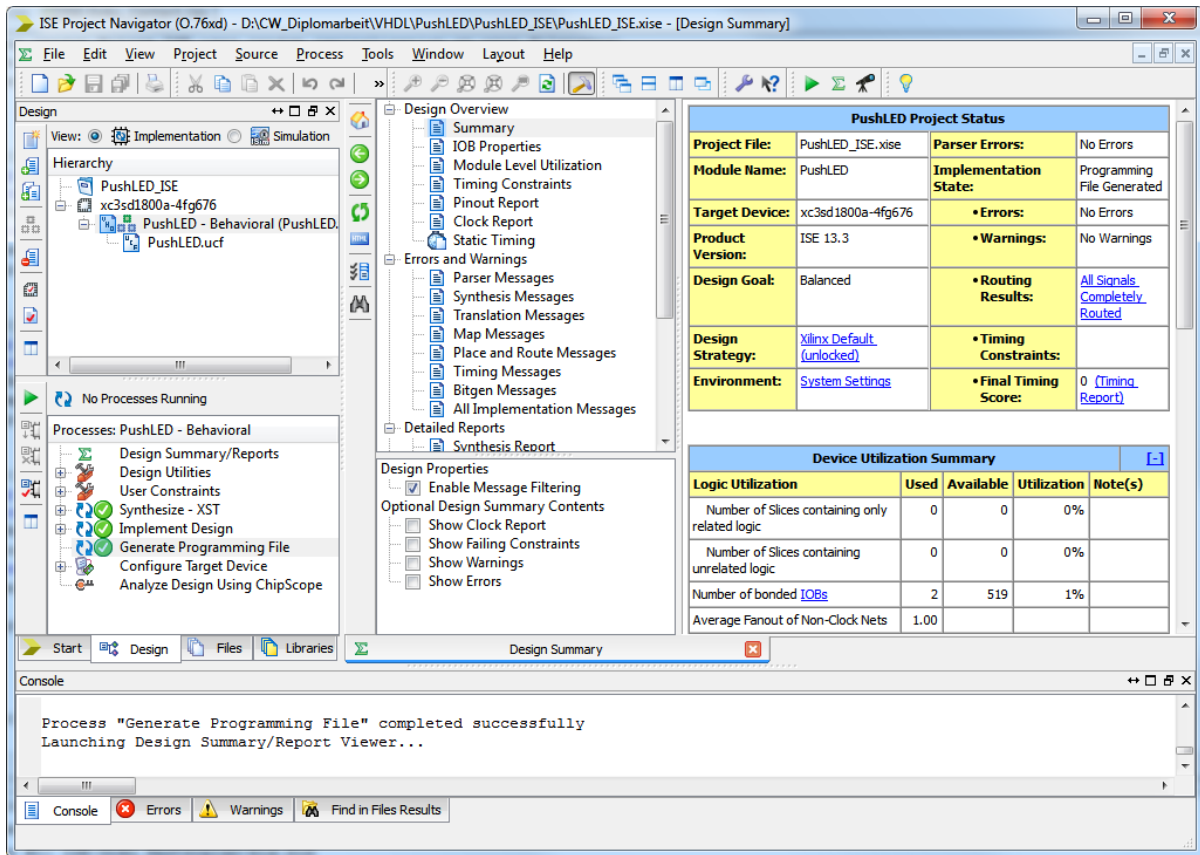 ISE Project Navigator (O.76xd) - D:\CW_Diplomarbeit\VHDL\PushLED\PushLED_ISE\PushLED_ISE.xise - [Design Summary]
File Edit View Project Source Process Tools Window Layout Help
Design
View: Implementation Simulation
Hierarchy
PushLED_ISE
xc3sd1800a-4fg676
PushLED - Behavioral (PushLED.
PushLED.ucf
No Processes Running
Processes: PushLED - Behavioral
Design Summary/Reports
Design Utilities
User Constraints
Synthesize - XST
Implement Design
Generate Programming File
Configure Target Device
Analyze Design Using ChipScope
Start Design Files Libraries
Design Overview
Summary
IOB Properties
Module Level Utilization
Timing Constraints
Pinout Report
Clock Report
Static Timing
Errors and Warnings
Parser Messages
Synthesis Messages
Translation Messages
Map Messages
Place and Route Messages
Timing Messages
Bitgen Messages
All Implementation Messages
Detailed Reports
Synthesis Report
Design Properties
Enable Message Filtering
Optional Design Summary Contents
Show Clock Report
Show Failing Constraints
Show Warnings
Show Errors
Design Summary
PushLED Project Status
Project File: PushLED_ISE.xise Parser Errors: No Errors
Module Name: PushLED Implementation Programming
State: File Generated
Target Device: xc3sd1800a-4fg676 •Errors: No Errors
Product ISE 13.3 •Warnings: No Warnings
Version:
Design Goal: Balanced •Routing All Signals
Results: Completely
Routed
Design Xilinx Default •Timing
Strategy: (unlocked) Constraints:
Environment: System Settings •Final Timing 0 (Timing
Score: Report)
Device Utilization Summary [-]
Logic Utilization Used Available Utilization Note(s)
Number of Slices containing only 0 0 0%
related logic
Number of Slices containing 0 0 0%
unrelated logic
Number of bonded IOBs 2 519 1%
Average Fanout of Non-Clock Nets 1.00
Console
Process "Generate Programming File" completed successfully
Launching Design Summary/Report Viewer...
Console Errors Warnings Find in Files Results